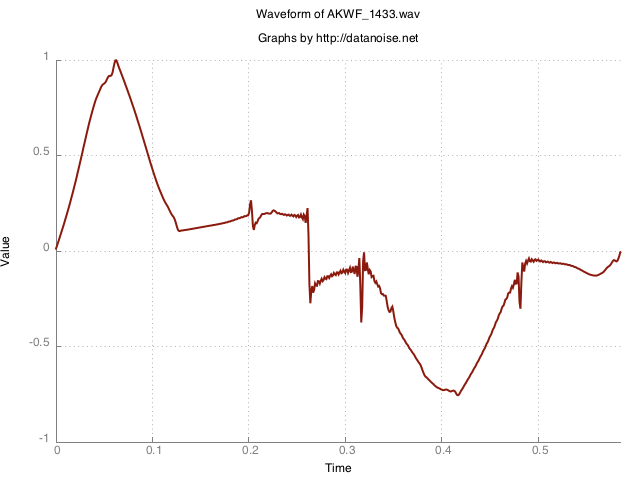 Waveform of AKWF_1433.wav
Graphs by http://datanoise.net
1
0.5
0
-0.5
-1
Value
0 0.1 0.2 0.3 0.4 0.5
Time